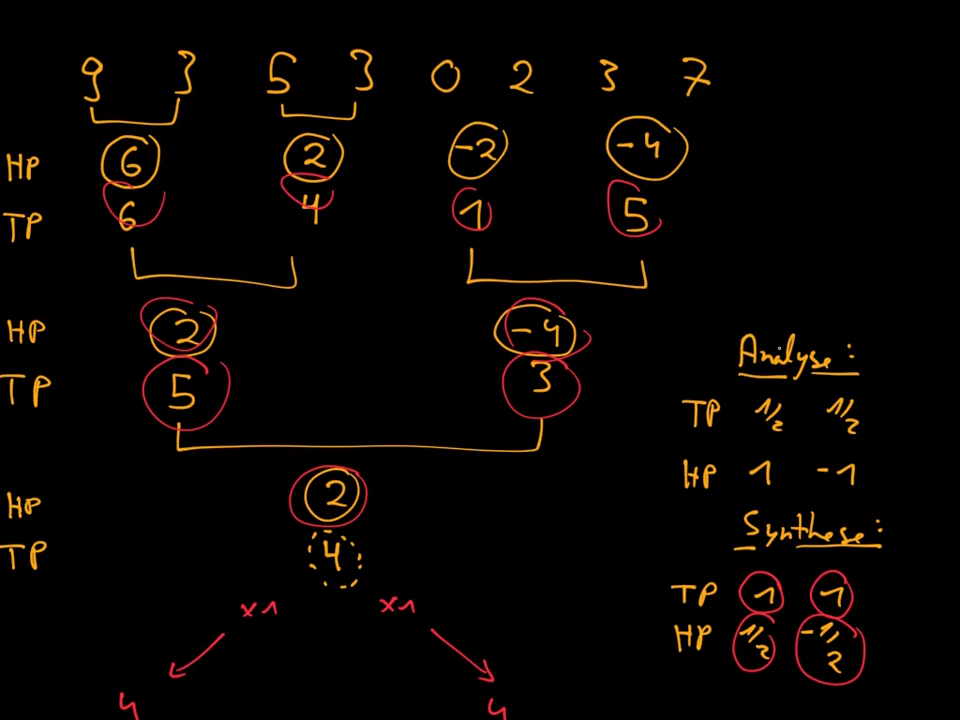 9 3 5 3 0 2 3 7
HP 6 2 -2 -4
TP 6 4 1 5
HP 2 -4
TP 5 3
HP 2
TP 4
x1 x1
4 4
Analyse:
TP 1/2 1/2
HP 1 -1
Synthese:
TP 1 1
HP 1/2 -1/2